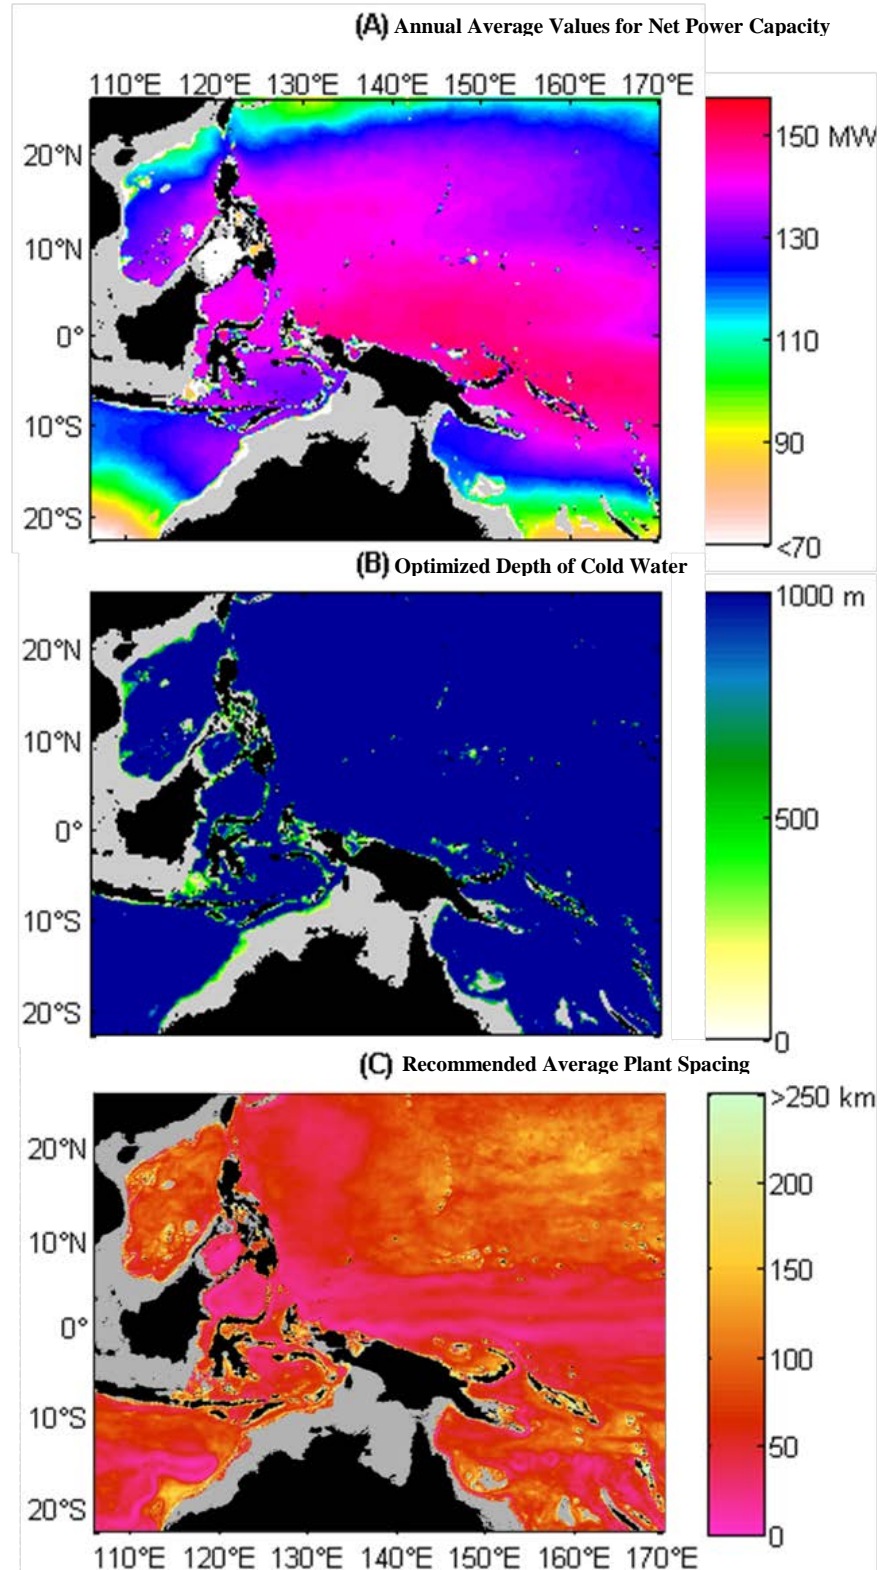 (A) Annual Average Values for Net Power Capacity
110°E 120°E 130°E 140°E 150°E 160°E 170°E
150 MW
20°N
130
10°N
0°
110
10°S
90
20°S
<70
(B) Optimized Depth of Cold Water
1000 m
20°N
10°N
500
0°
10°S
20°S
0
(C) Recommended Average Plant Spacing
>250 km
20°N
200
10°N
150
0°
100
10°S
50
20°S
0
110°E 120°E 130°E 140°E 150°E 160°E 170°E